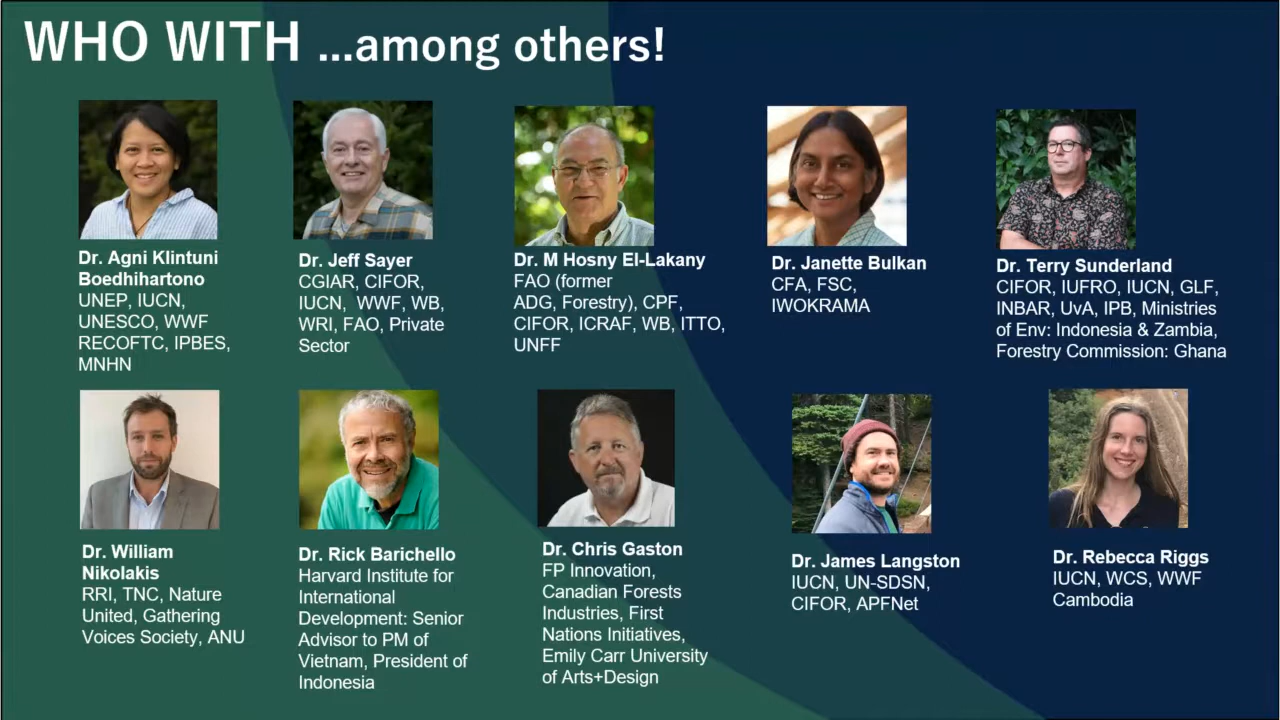 WHO WITH ...among others!
Dr. Agni Klintuni
Boedhihartono
UNEP, IUCN,
UNESCO, WWF
RECOFTC, IPBES,
MNHN
Dr. Jeff Sayer
CGIAR, CIFOR,
IUCN, WWF, WB,
WRI, FAO, Private
Sector
Dr. M Hosny El-Lakany
FAO (former
ADG, Forestry), CPF,
CIFOR, ICRAF, WB, ITTO,
UNFF
Dr. Janette Bulkan
CFA, FSC,
IWOKRAMA
Dr. Terry Sunderland
CIFOR, IUFRO, IUCN, GLF,
INBAR, UvA, IPB, Ministries
of Env: Indonesia & Zambia,
Forestry Commission: Ghana
Dr. William
Nikolakis
RRI, TNC, Nature
United, Gathering
Voices Society, ANU
Dr. Rick Barichello
Harvard Institute for
International
Development: Senior
Advisor to PM of
Vietnam, President of
Indonesia
Dr. Chris Gaston
FP Innovation,
Canadian Forests
Industries, First
Nations Initiatives,
Emily Carr University
of Arts+Design
Dr. James Langston
IUCN, UN-SDSN,
CIFOR, APFNet
Dr. Rebecca Riggs
IUCN, WCS, WWF
Cambodia